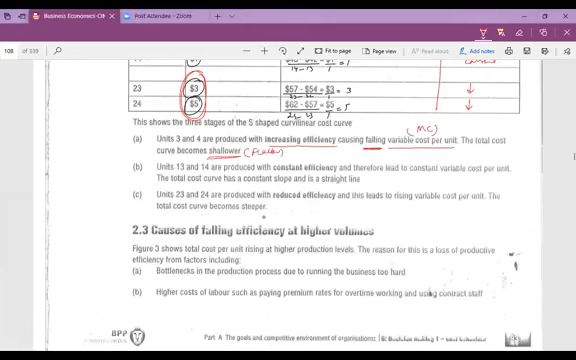 Business Economics-CM
Poll Attendee - Zoom
108 of 339
Fit to page
Page view
Add notes
14 - 13
= 1
23
$3
$57 - $54 = $3 = 3
1
24
$5
$62 - $57 = $5 = 5
1
This shows the three stages of the S shaped curvilinear cost curve
(MC)
(a) Units 3 and 4 are produced with increasing efficiency causing falling variable cost per unit. The total cost
curve becomes shallower
(b) Units 13 and 14 are produced with constant efficiency and therefore lead to constant variable cost per unit.
The total cost curve has a constant slope and is a straight line
(c) Units 23 and 24 are produced with reduced efficiency and this leads to rising variable cost per unit. The
total cost curve becomes steeper.
2.3 Causes of falling efficiency at higher volumes
Figure 3 shows total cost per unit rising at higher production levels. The reason for this is a loss of productive
efficiency from factors including:
(a) Bottlenecks in the production process due to running the business too hard
(b) Higher costs of labour such as paying premium rates for overtime working and using contract staff
BPP
Part A The goals and competitive environment of organisations